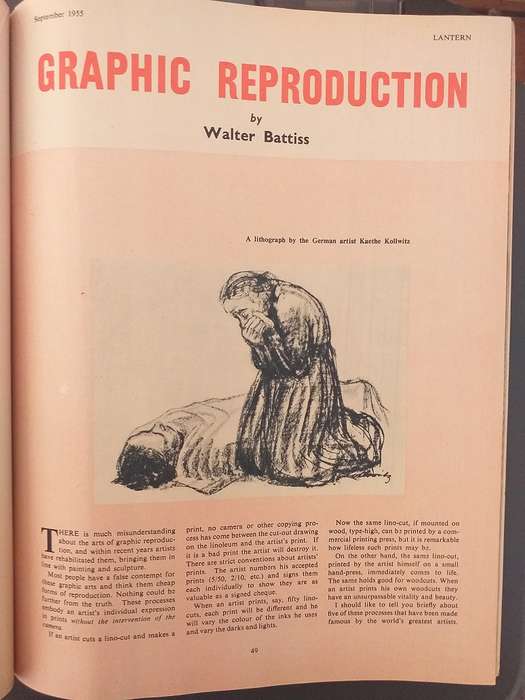 September 1955
LANTERN
GRAPHIC REPRODUCTION
by
Walter Battiss
A lithograph by the German artist Kaethe Kollwitz
THERE is much misunderstanding
about the arts of graphic reproduc-
tion, and within recent years artists
have rehabilitated them, bringing them in
line with painting and sculpture.
Most people have a false contempt for
these graphic arts and think them cheap
forms of reproduction. Nothing could be
further from the truth. These processes
embody an artist's individual expression
in prints without the intervention of the
camera.
If an artist cuts a lino-cut and makes a
print, no camera or other copying pro-
cess has come between the cut-out drawing
on the linoleum and the artist's print. If
it is a bad print the artist will destroy it.
There are strict conventions about artists'
prints. The artist numbers his accepted
prints (5/50, 2/10, etc.) and signs them
each individually to show they are as
valuable as a signed cheque.
When an artist prints, say, fifty lino-
cuts, each print will be different and he
will vary the colour of the inks he uses
and vary the darks and lights.
Now the same lino-cut, if mounted on
wood, type-high, can be printed by a com-
mercial printing press, but it is remarkable
how lifeless such prints may be.
On the other hand, the same lino-cut,
printed by the artist himself on a small
hand-press, immediately comes to life.
The same holds good for woodcuts. When
an artist prints his own woodcuts they
have an unsurpassable vitality and beauty.
I should like to tell you briefly about
five of these processes that have been made
famous by the world's greatest artists.
49